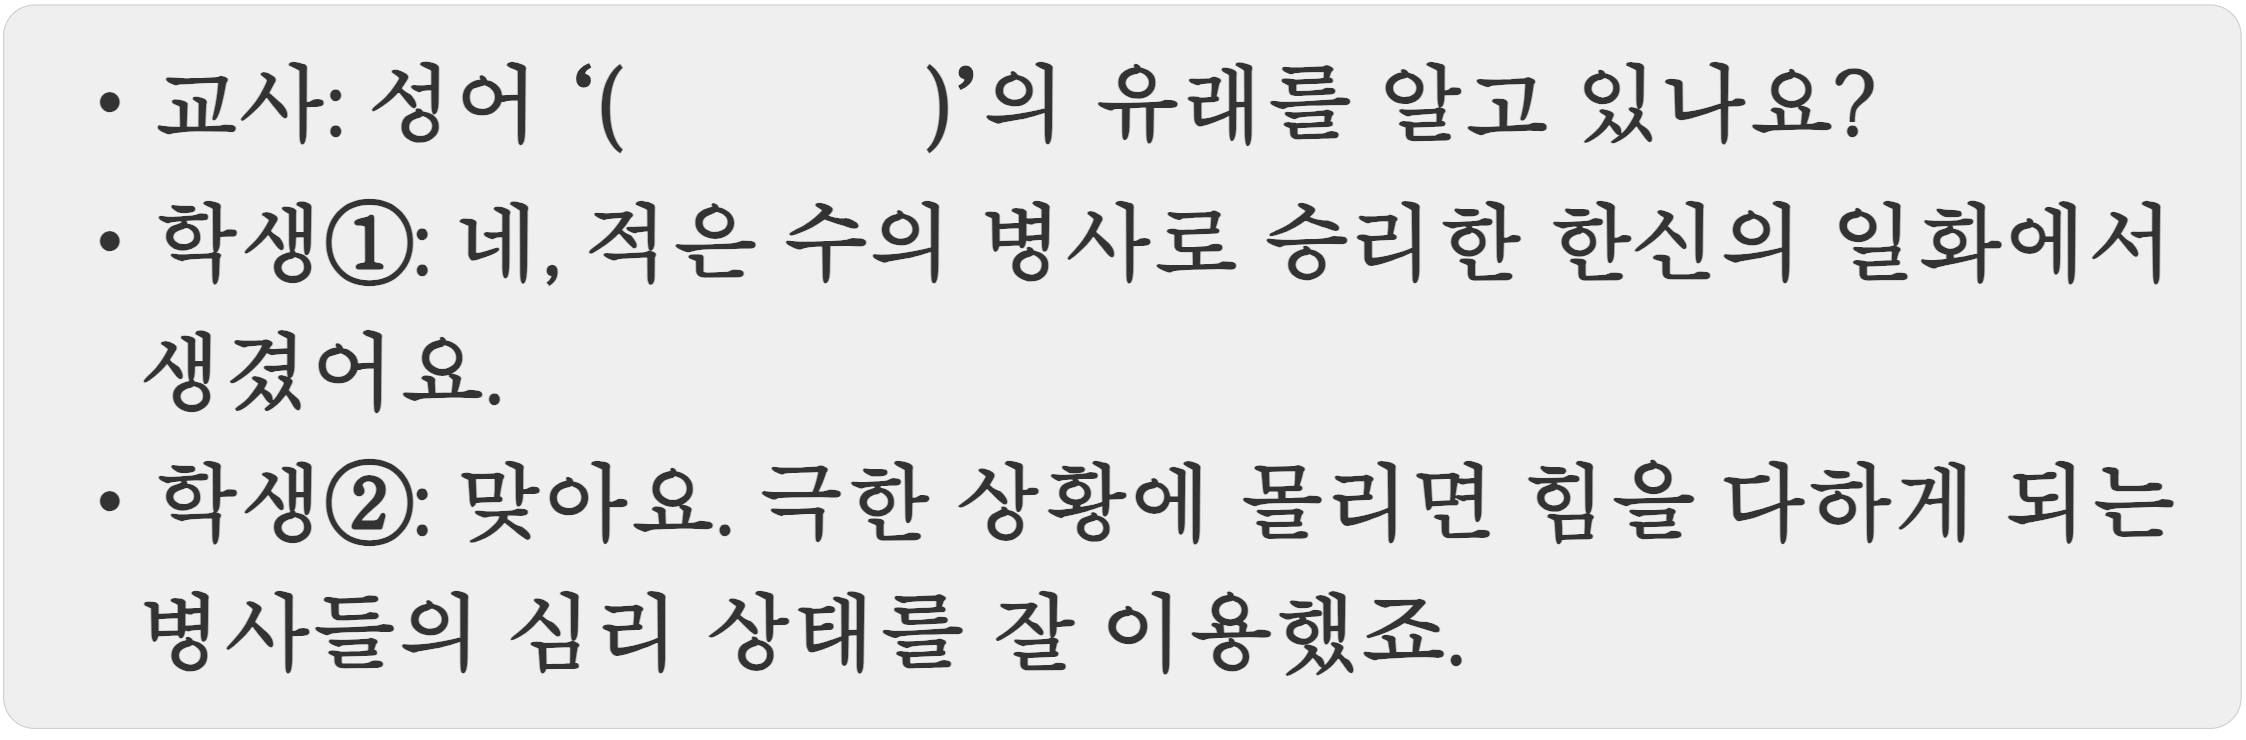 • 교사: 성어 ‘(          )’의 유래를 알고 있나요?
• 학생①: 네, 적은 수의 병사로 승리한 한신의 일화에서
생겼어요.
• 학생②: 맞아요. 극한 상황에 몰리면 힘을 다하게 되는
병사들의 심리 상태를 잘 이용했죠.